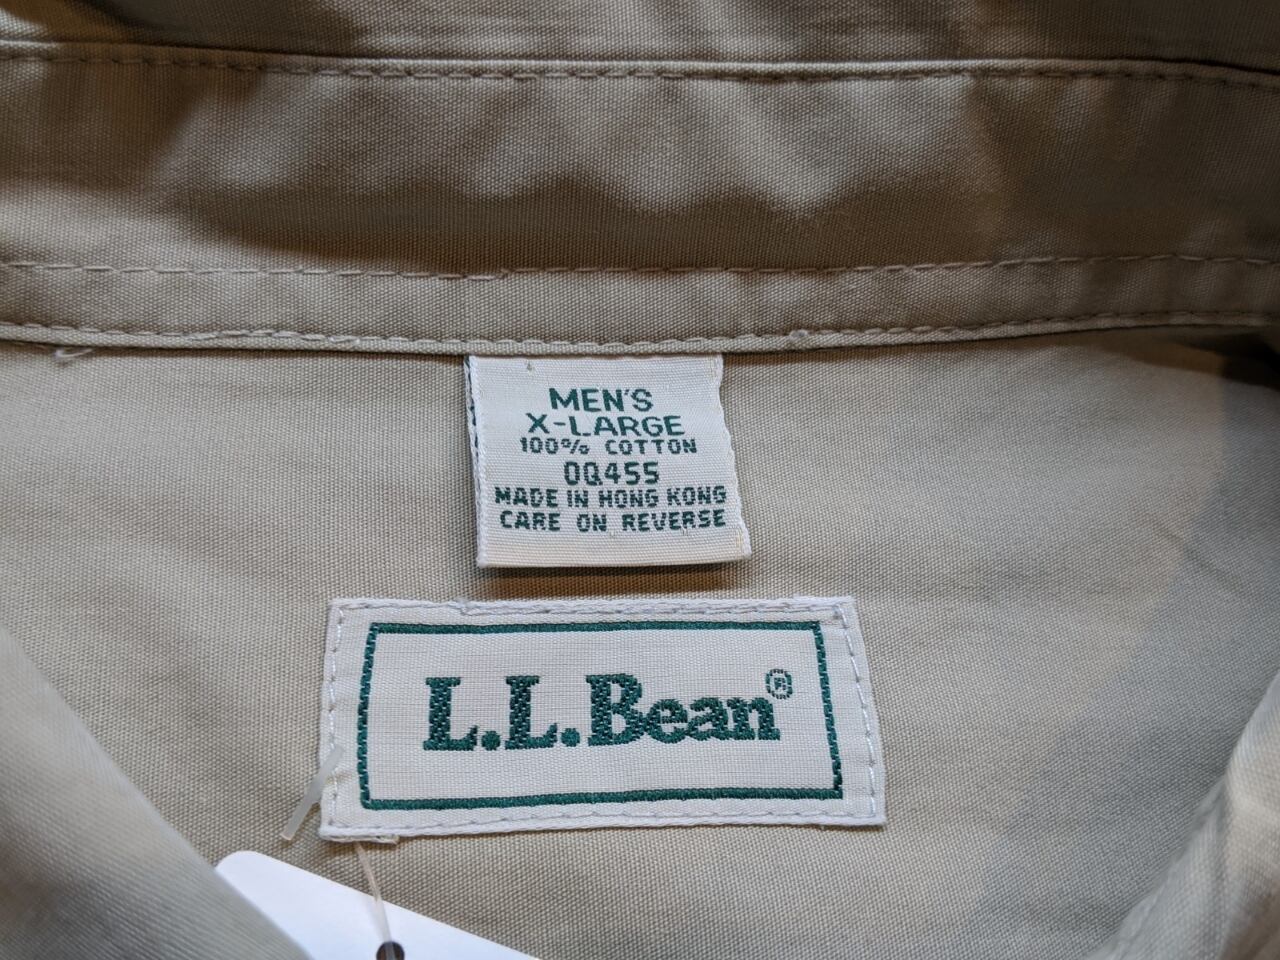 MEN'S
X-LARGE
100% COTTON
0Q455
MADE IN HONG KONG
CARE ON REVERSE
L.L.Bean®